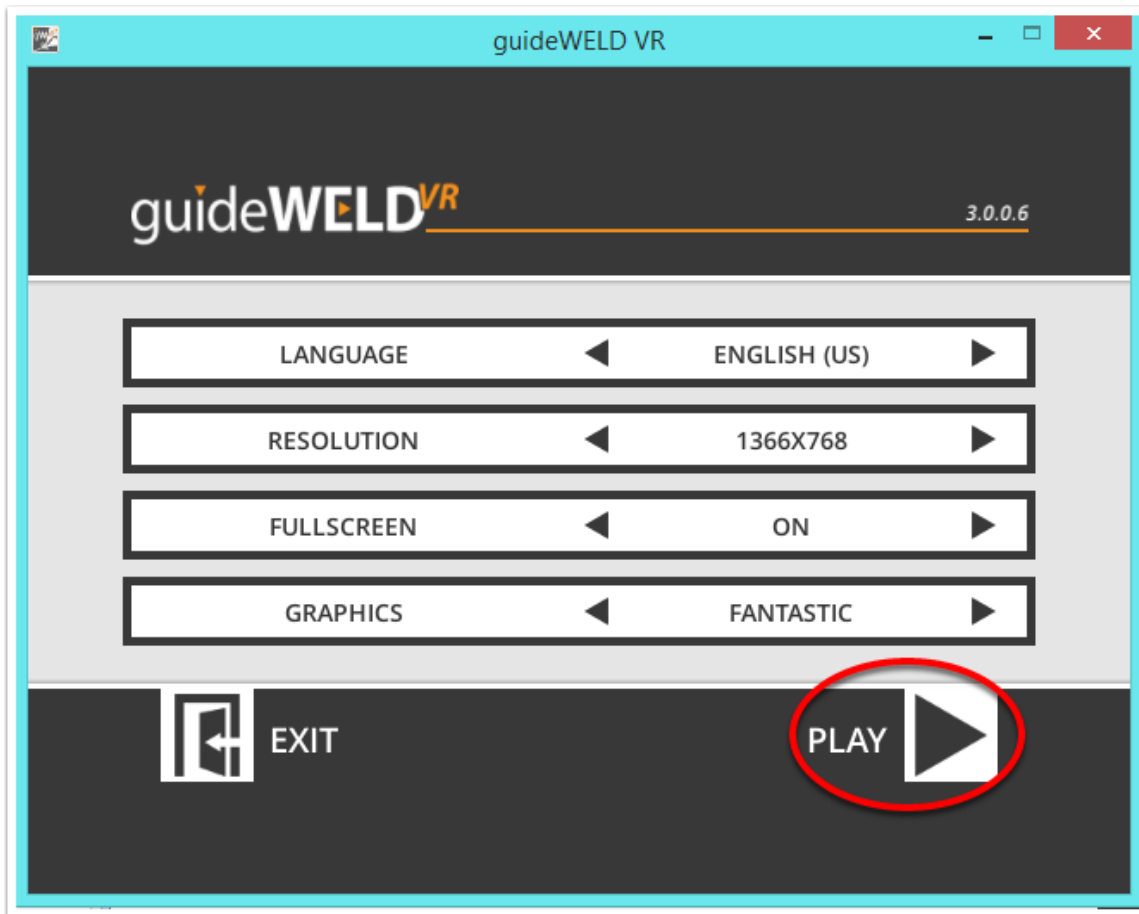 guideWELD VR
guideWELDVR
3.0.0.6
LANGUAGE ENGLISH (US)
RESOLUTION 1366X768
FULLSCREEN ON
GRAPHICS FANTASTIC
EXIT PLAY